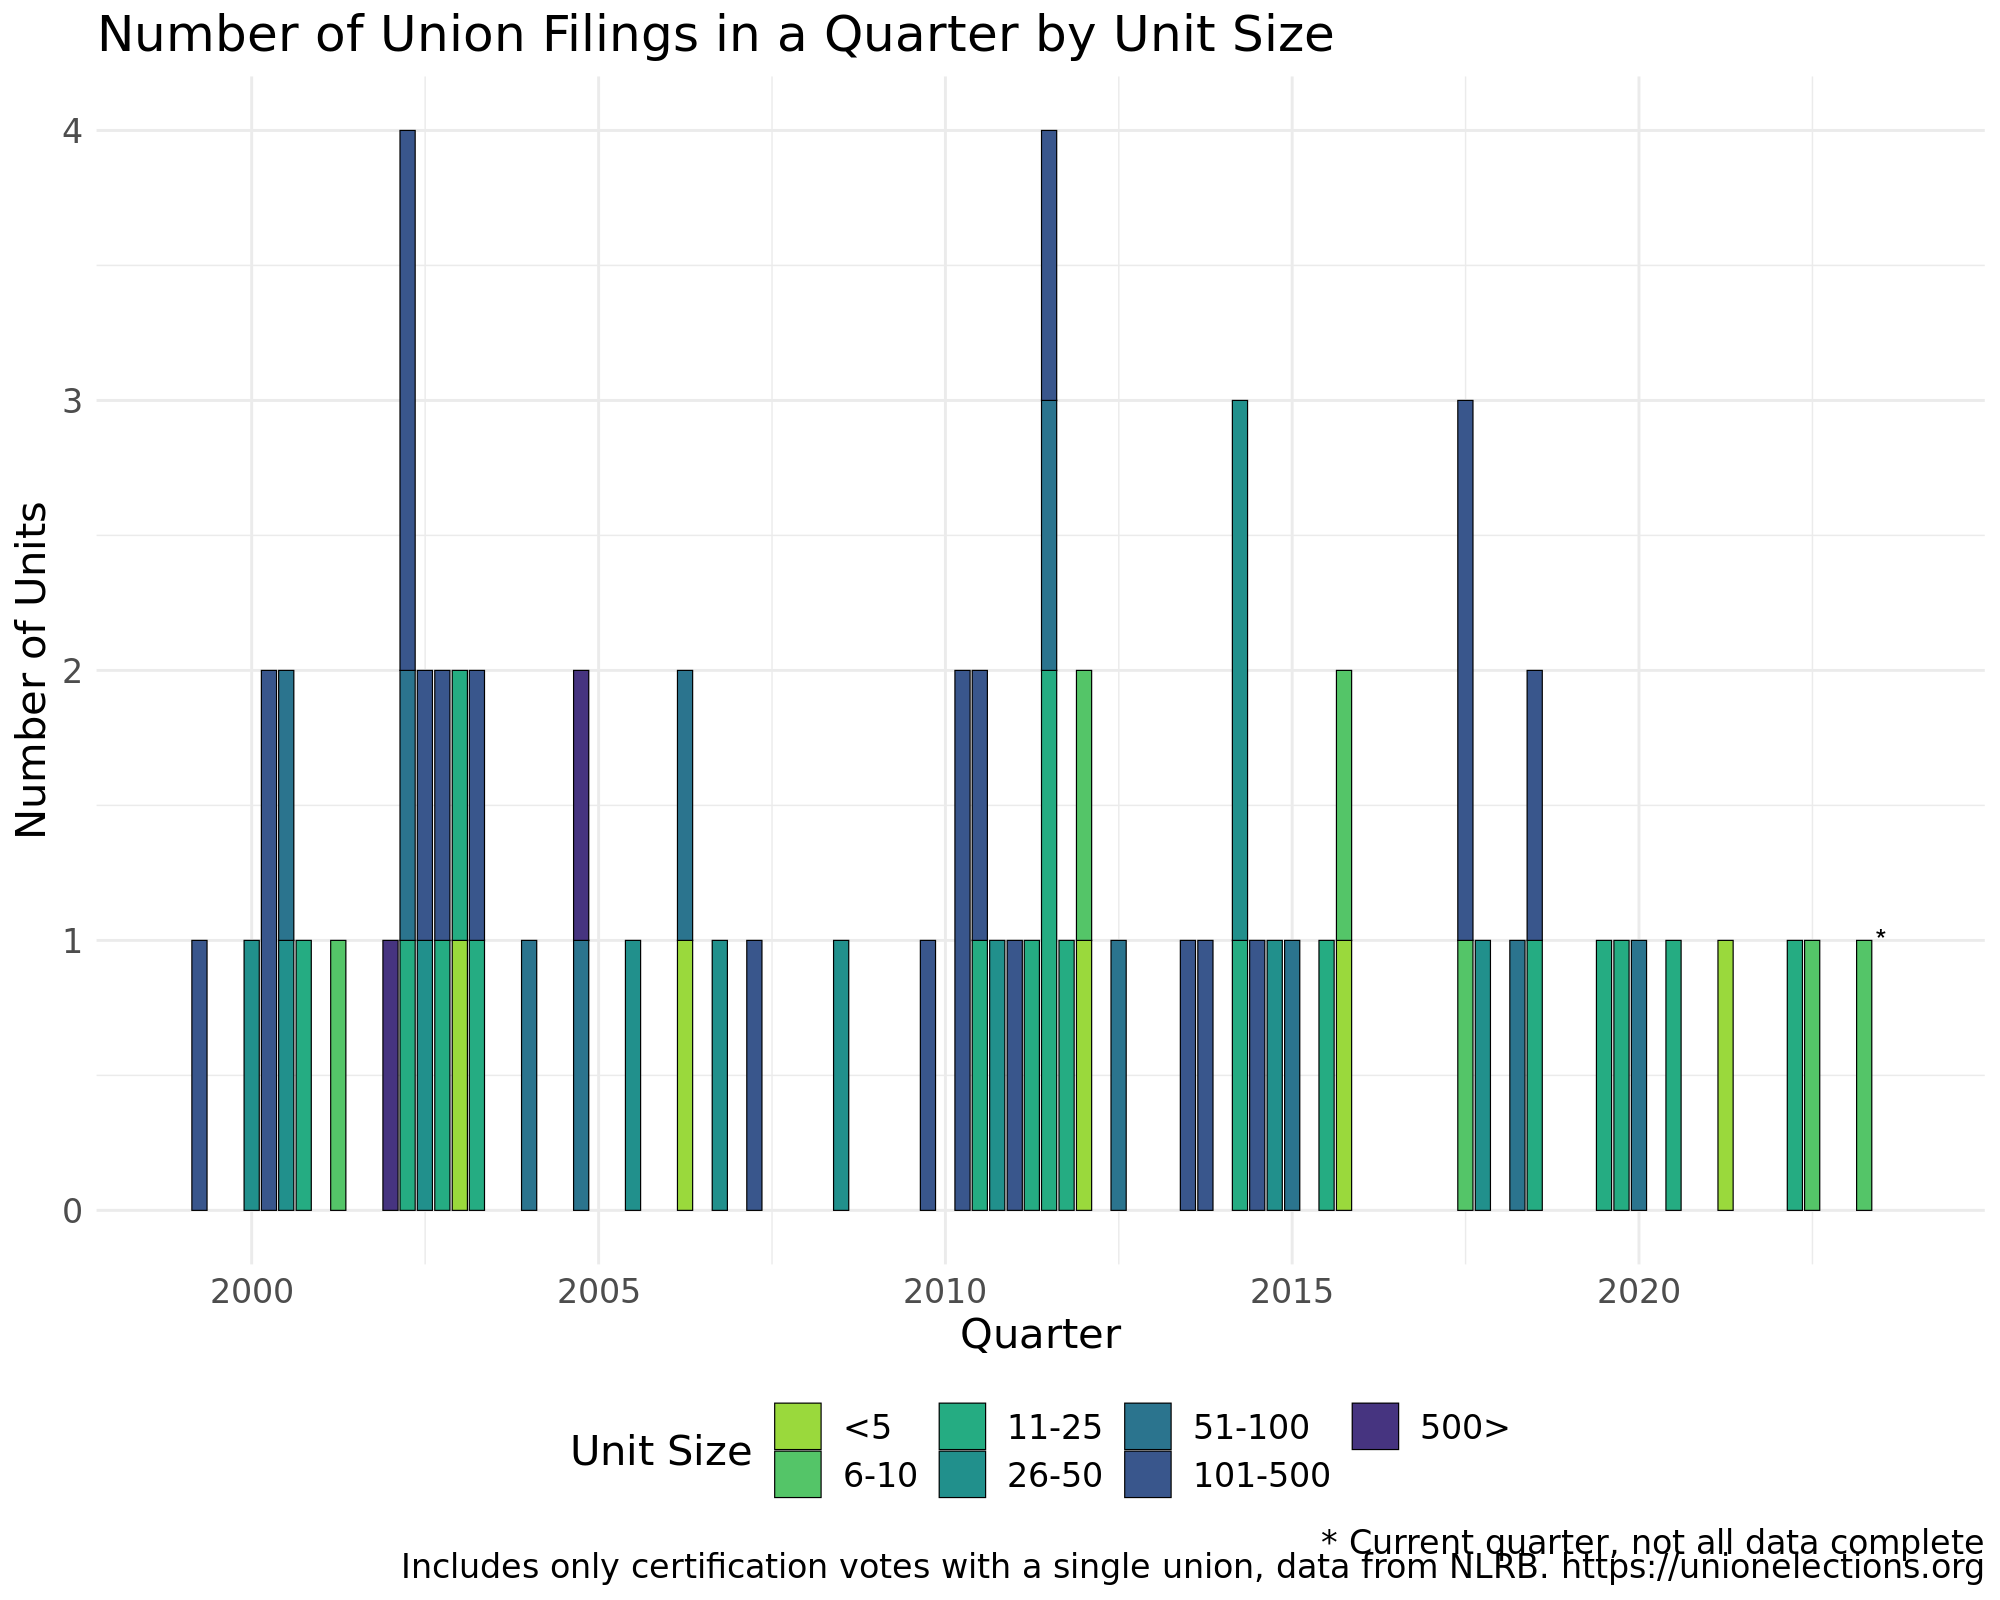 Number of Union Filings in a Quarter by Unit Size
Number of Units
4
3
2
1
0
*
2000 2005 2010 2015 2020
Quarter
Unit Size
<5 11-25 51-100 500>
6-10 26-50 101-500
* Current quarter, not all data complete
Includes only certification votes with a single union, data from NLRB. https://unionelections.org